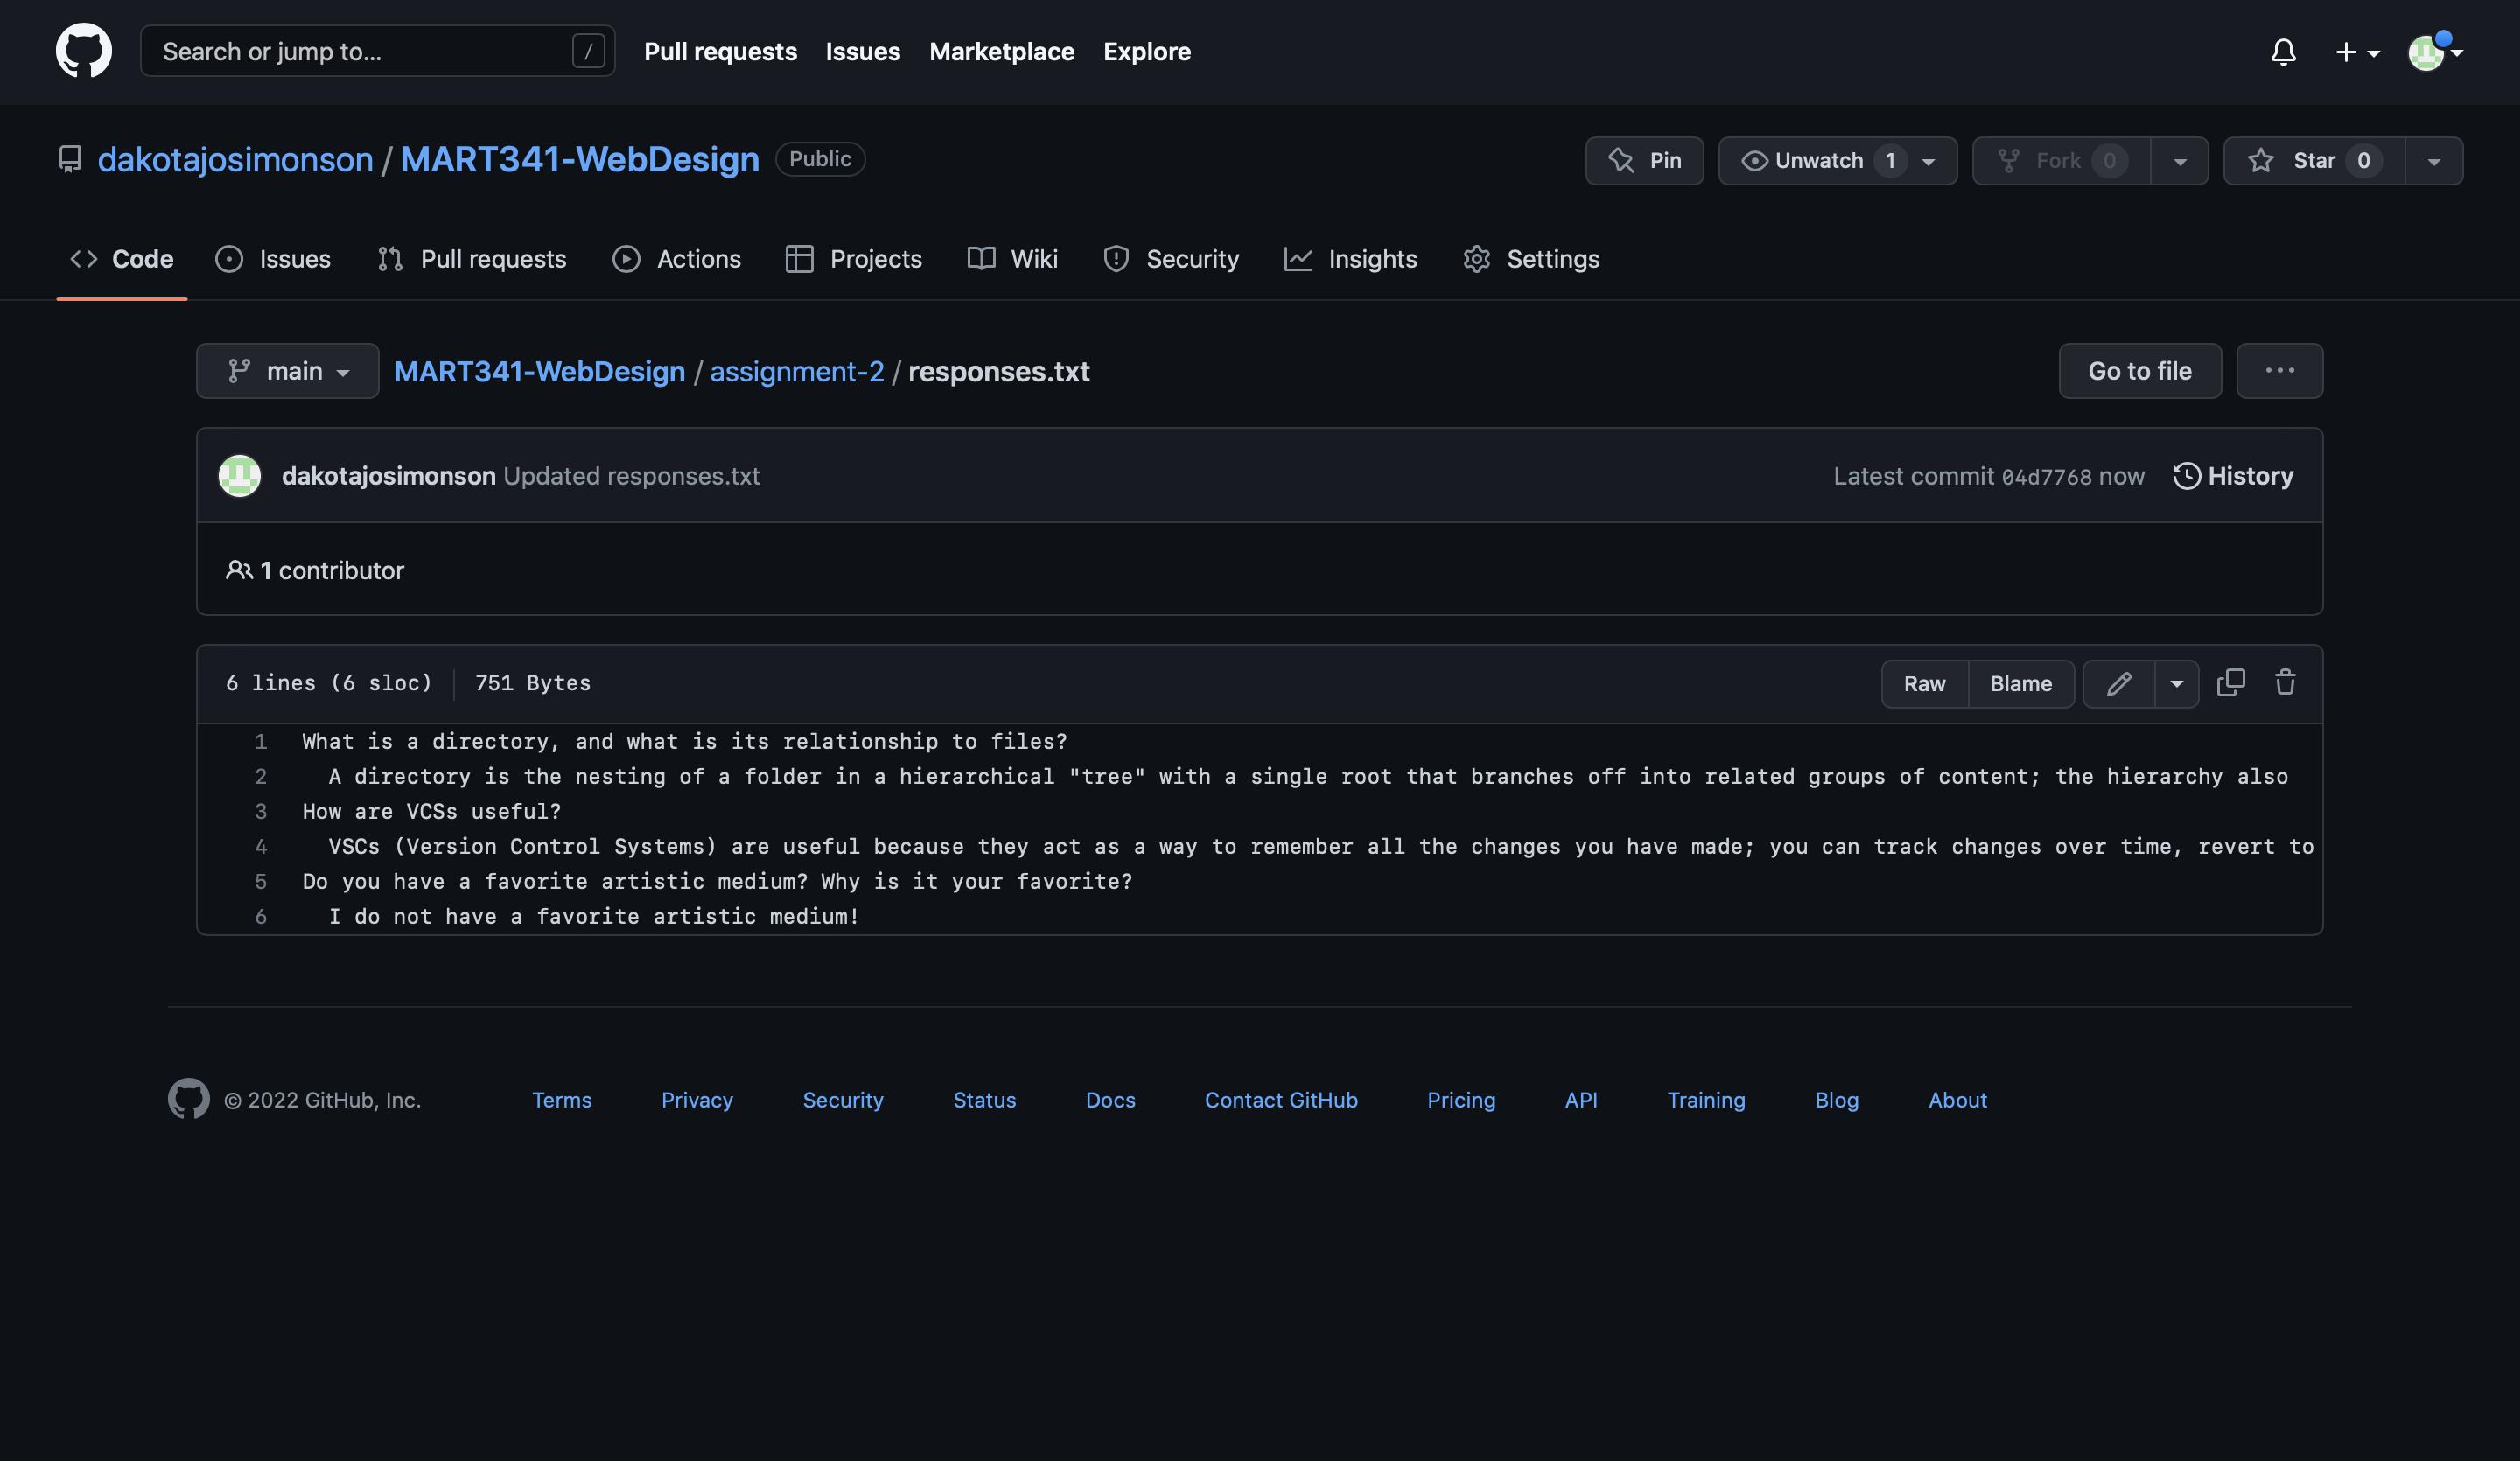 Search or jump to... /
Pull requests Issues Marketplace Explore
dakotajosimonson / MART341-WebDesign Public
Pin Unwatch 1 Fork 0 Star 0
Code Issues Pull requests Actions Projects Wiki Security Insights Settings
main MART341-WebDesign / assignment-2 / responses.txt
Go to file ...
dakotajosimonson Updated responses.txt
Latest commit 04d7768 now History
1 contributor
6 lines (6 sloc) 751 Bytes
Raw Blame
1 What is a directory, and what is its relationship to files?
2 A directory is the nesting of a folder in a hierarchical "tree" with a single root that branches off into related groups of content; the hierarchy also
3 How are VCSs useful?
4 VSCs (Version Control Systems) are useful because they act as a way to remember all the changes you have made; you can track changes over time, revert to
5 Do you have a favorite artistic medium? Why is it your favorite?
6 I do not have a favorite artistic medium!
© 2022 GitHub, Inc. Terms Privacy Security Status Docs Contact GitHub Pricing API Training Blog About